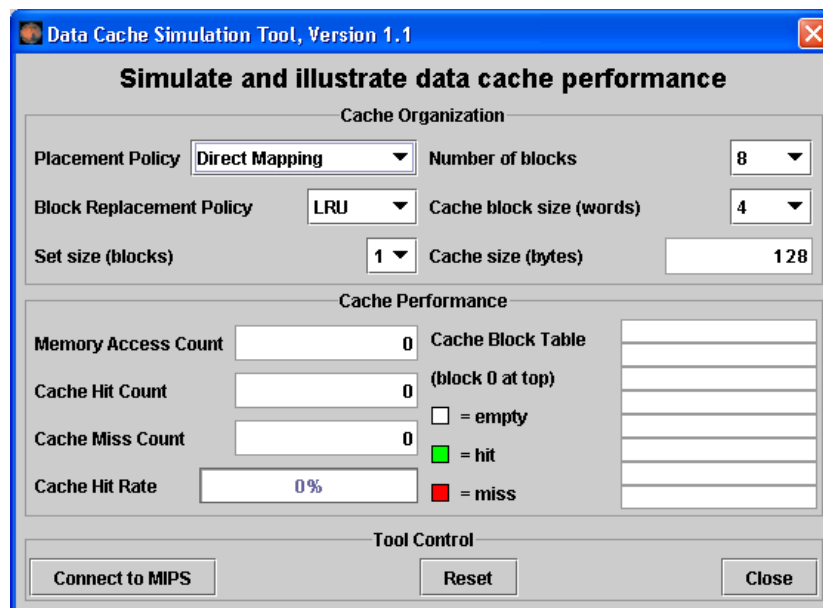 Data Cache Simulation Tool, Version 1.1
Simulate and illustrate data cache performance
Cache Organization
Placement Policy Direct Mapping Number of blocks 8
Block Replacement Policy LRU Cache block size (words) 4
Set size (blocks) 1 Cache size (bytes) 128
Cache Performance
Memory Access Count 0 Cache Block Table
(block 0 at top)
Cache Hit Count 0
= empty
Cache Miss Count 0
= hit
Cache Hit Rate 0%
= miss
Tool Control
Connect to MIPS Reset Close